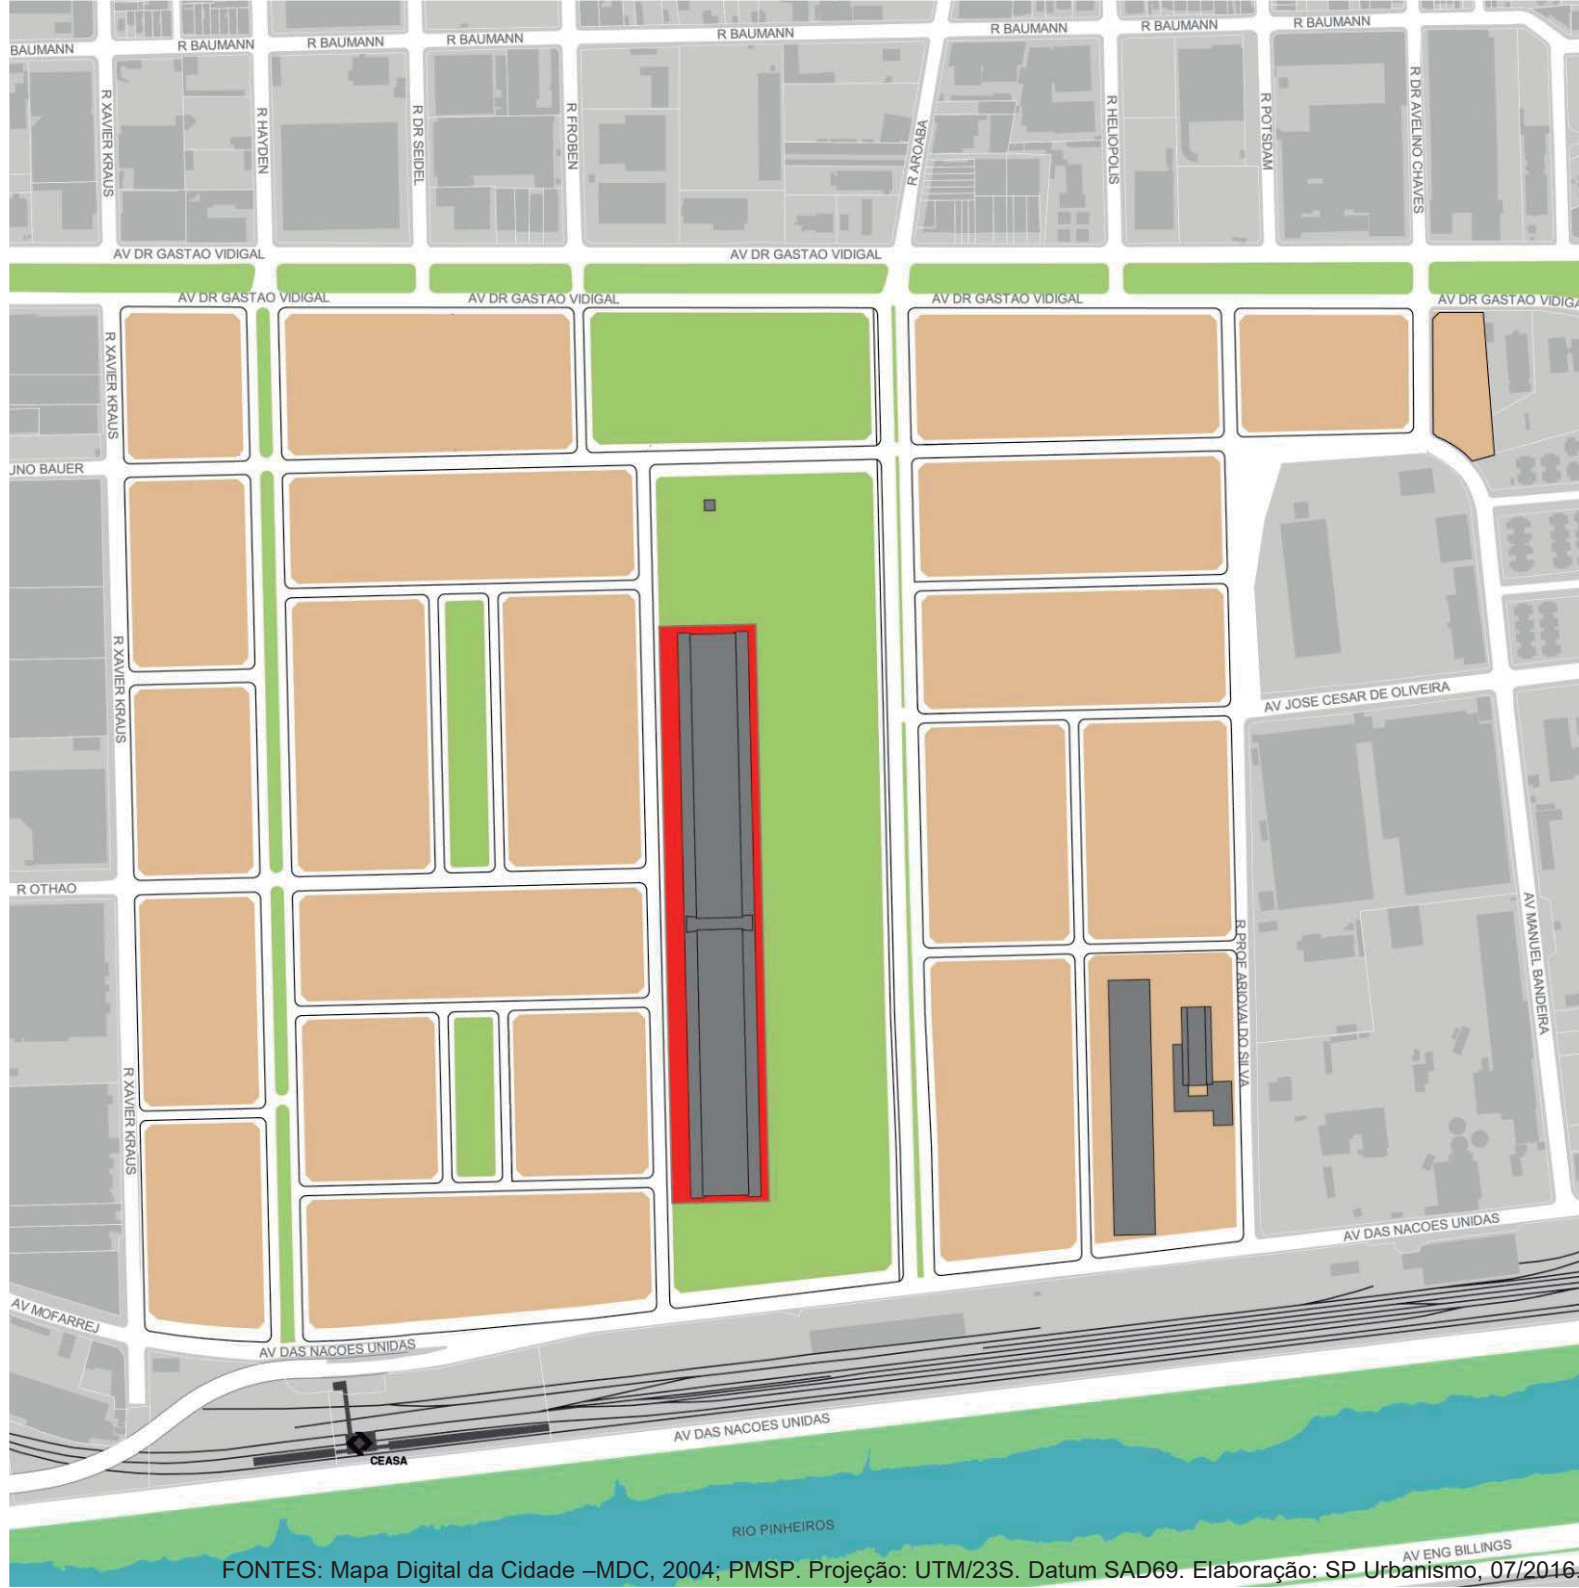 BAUMANN
R BAUMANN
R BAUMANN
R BAUMANN
R BAUMANN
R BAUMANN
R BAUMANN
R BAUMANN
R XAVIER KRAUS
R HAYDEN
R DR SEIDEL
R FROBEN
R AROABA
R HELIOPOLIS
R POTSDAM
R DR AVELINO CHAVES
AV DR GASTAO VIDIGAL
AV DR GASTAO VIDIGAL
AV DR GASTAO VIDIGAL
AV DR GASTAO VIDIGAL
AV DR GASTAO VIDIGAL
AV DR GASTAO VIDIGA
R XAVIER KRAUS
UNO BAUER
R XAVIER KRAUS
AV JOSE CESAR DE OLIVEIRA
R OTHAO
R PROF ARIOVALDO SILVA
AV MANUEL BANDEIRA
R XAVIER KRAUS
AV DAS NACOES UNIDAS
AV MOFARREJ
AV DAS NACOES UNIDAS
AV DAS NACOES UNIDAS
CEASA
RIO PINHEIROS
AV ENG BILLINGS
FONTES: Mapa Digital da Cidade –MDC, 2004; PMSP. Projeção: UTM/23S. Datum SAD69. Elaboração: SP Urbanismo, 07/2016.